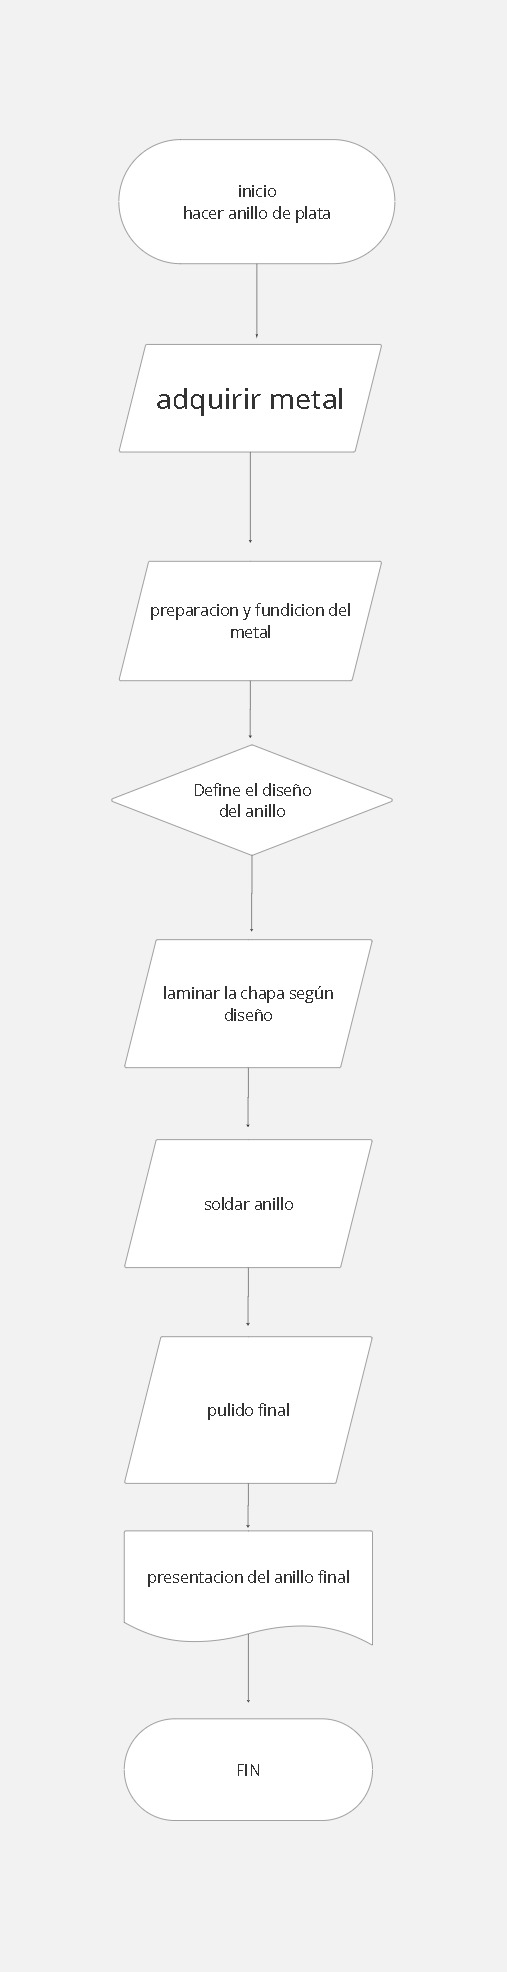 inicio
hacer anillo de plata
adquirir metal
preparacion y fundicion del
metal
Define el diseño
del anillo
laminar la chapa según
diseño
soldar anillo
pulido final
presentacion del anillo final
FIN